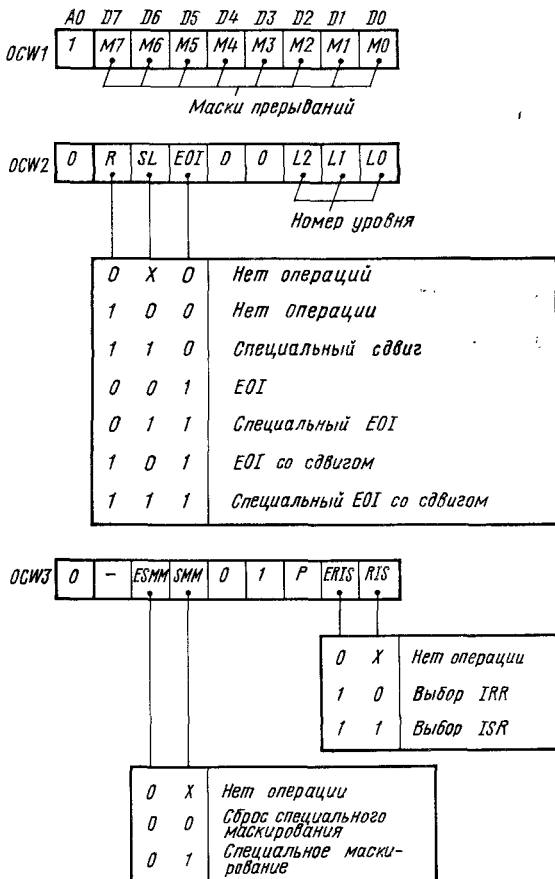 A0 D7 D6 D5 D4 D3 D2 D1 D0
OCW1 1 M7 M6 M5 M4 M3 M2 M1 M0
Маски прерываний
OCW2 0 R SL EOI D 0 L2 L1 L0
Номер уровня
0 X 0 Нет операций
1 0 0 Нет операции
1 1 0 Специальный сдвиг
0 0 1 EOI
0 1 1 Специальный EOI
1 0 1 EOI со сдвигом
1 1 1 Специальный EOI со сдвигом
OCW3 0 - ESMM SMM 0 1 P ERIS RIS
0 X Нет операции
1 0 Выбор IRR
1 1 Выбор ISR
0 X Нет операции
0 0 Сброс специального
маскирования
0 1 Специальное маски-
рование